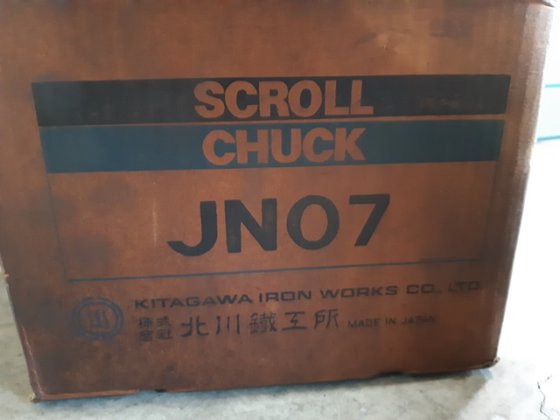 SCROLL
CHUCK
JN07
KITAGAWA IRON WORKS CO., LTD.
株式会社 北川鐵工所 MADE IN JAPAN